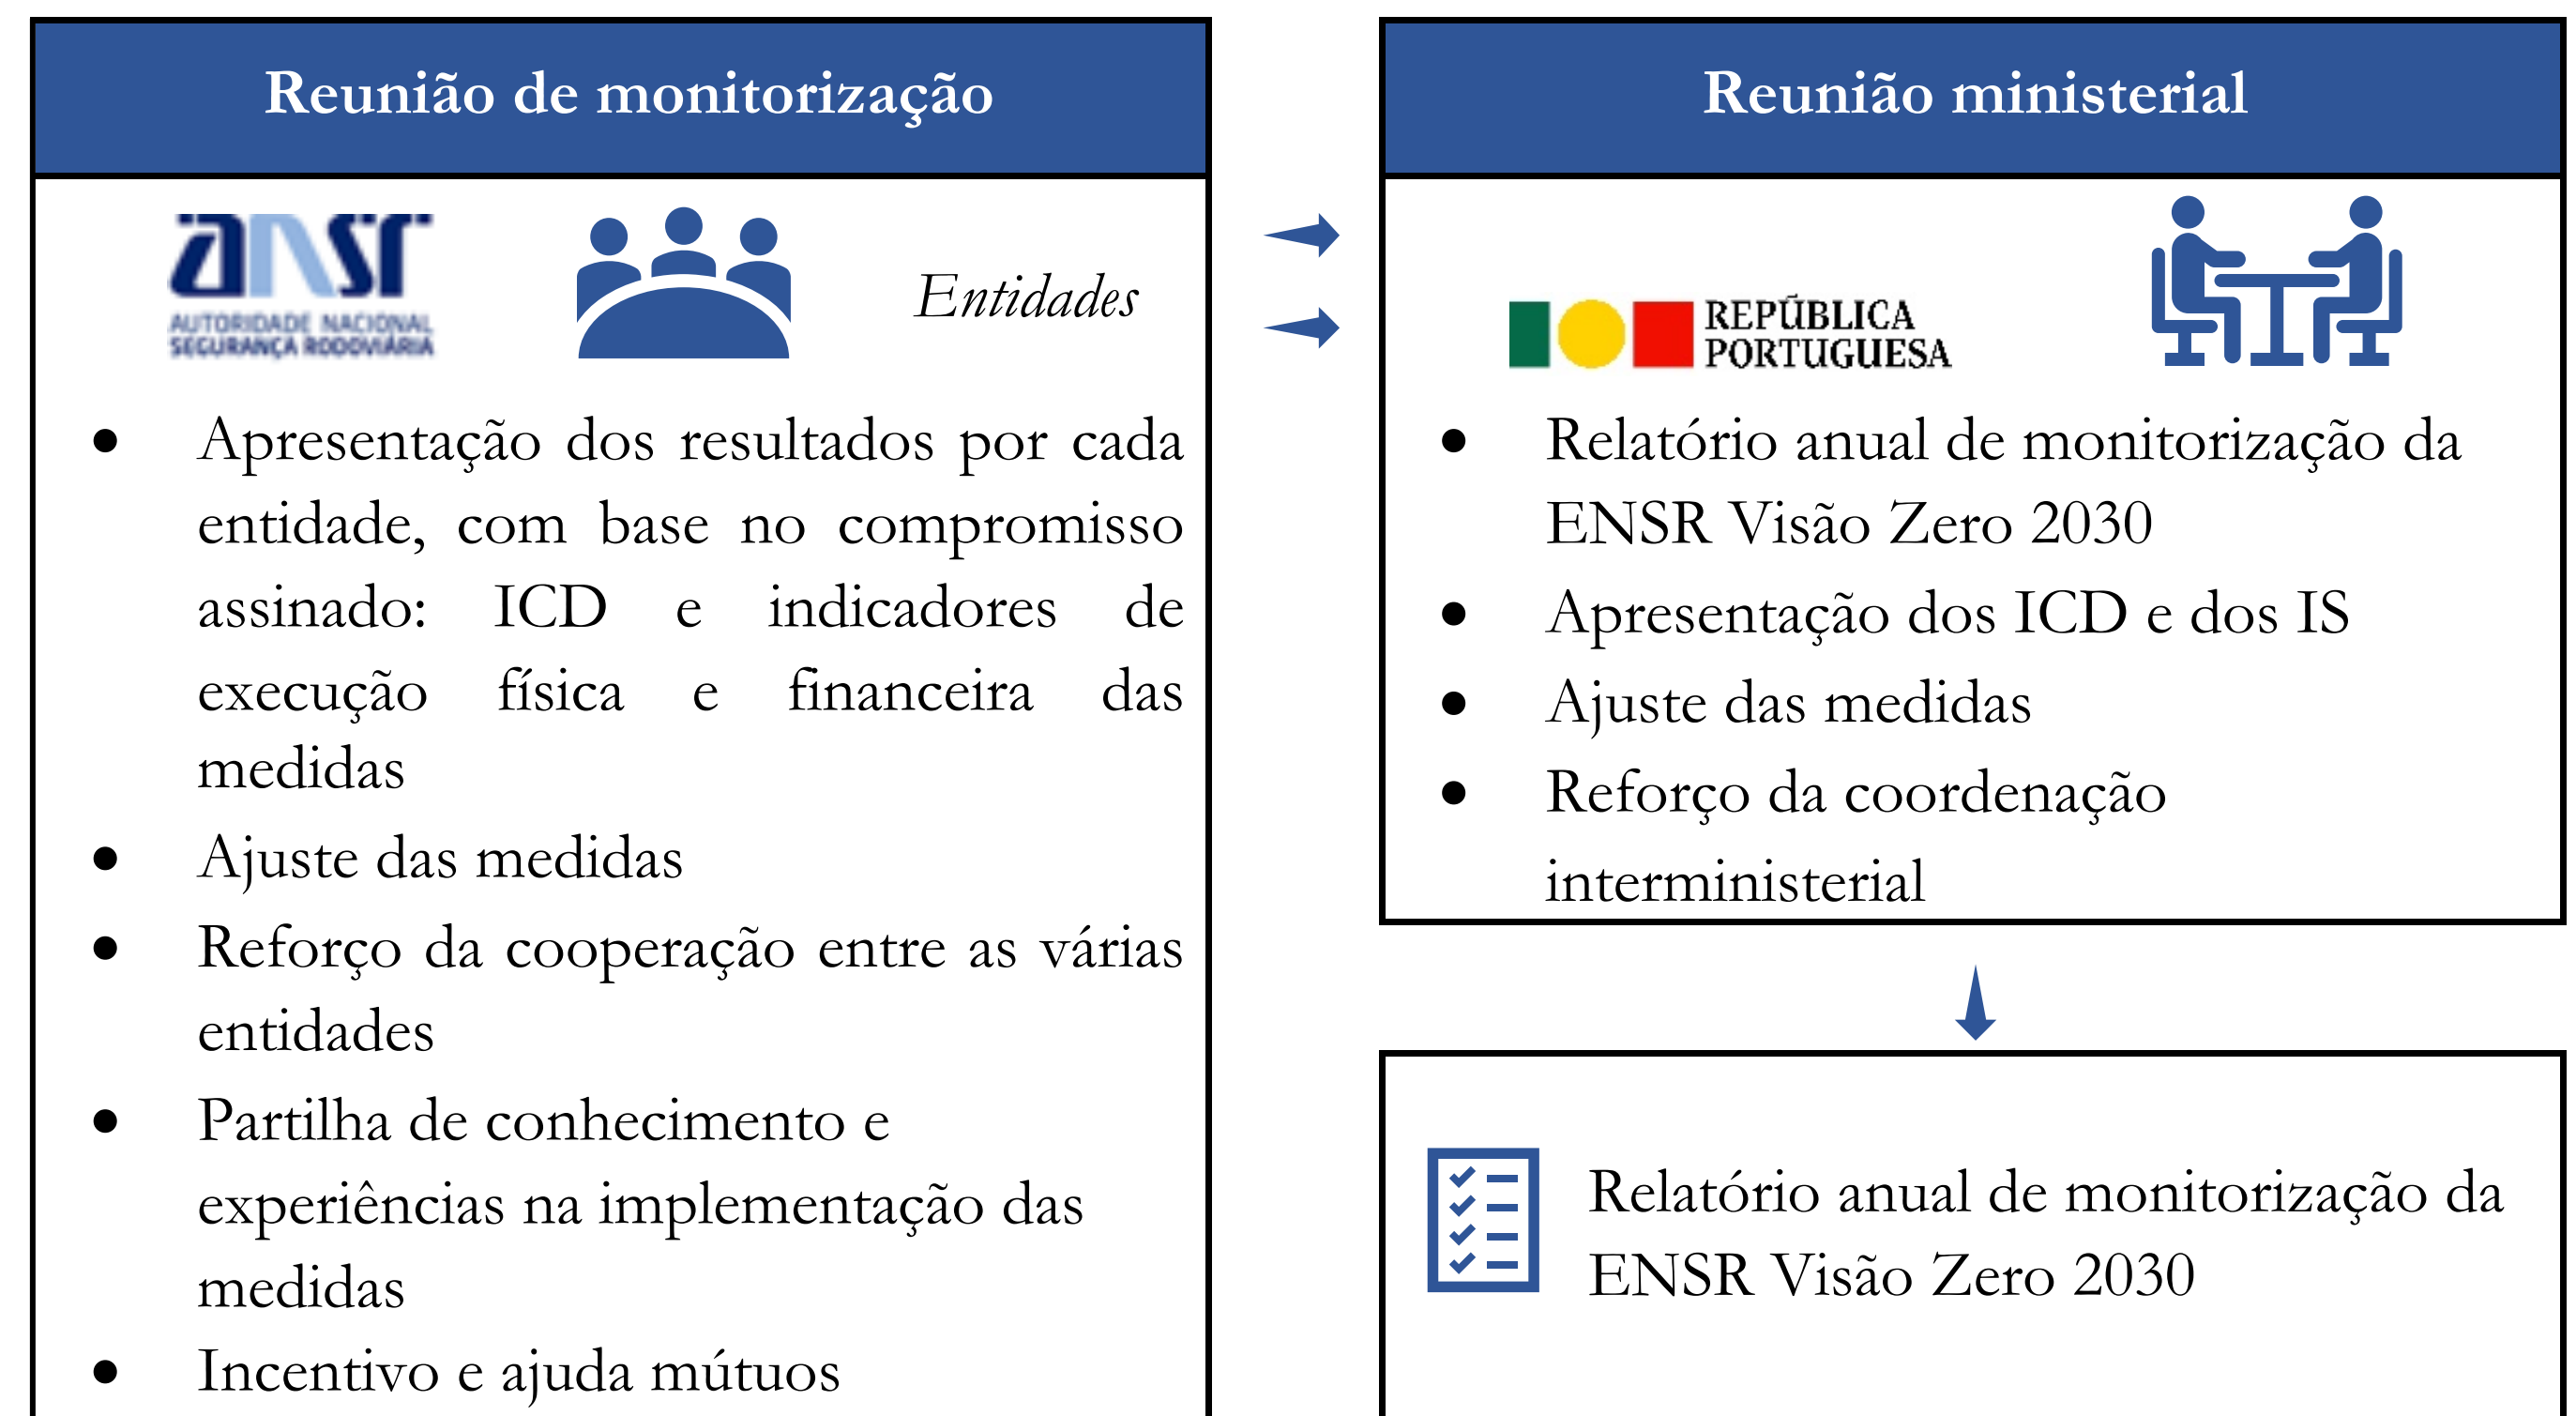 Reunião de monitorização
ansr
AUTORIDADE NACIONAL
SEGURANÇA RODOVIÁRIA
Entidades
• Apresentação dos resultados por cada
entidade, com base no compromisso
assinado: ICD e indicadores de
execução física e financeira das
medidas
• Ajuste das medidas
• Reforço da cooperação entre as várias
entidades
• Partilha de conhecimento e
experiências na implementação das
medidas
• Incentivo e ajuda mútuos
Reunião ministerial
REPÚBLICA
PORTUGUESA
• Relatório anual de monitorização da
ENSR Visão Zero 2030
• Apresentação dos ICD e dos IS
• Ajuste das medidas
• Reforço da coordenação
interministerial
Relatório anual de monitorização da
ENSR Visão Zero 2030